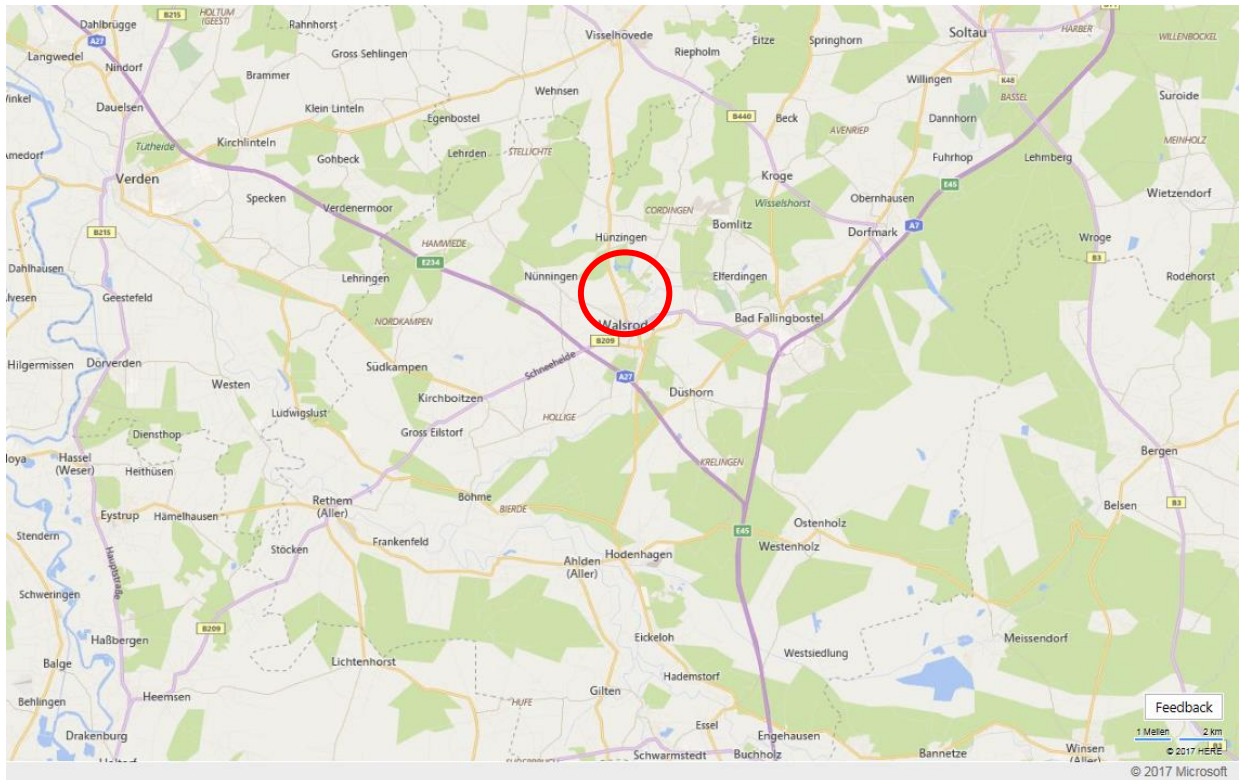 B215
HOLTUM
(GEEST)
Dahlbrügge
Rahnhorst
Visselhövede
Eitze
Springhorn
Soltau
HARBER
WILLENBOCKEL
A27
Langwedel
Nindorf
Gross Sehlingen
Riepholm
Brammer
Wehnsen
Willingen
K48
BASSEL
Suroide
Dauelsen
Klein Linteln
Egenbostel
B440
Beck
Dannhorn
AVENRIEP
Tutheide
Kirchlinteln
Gohbeck
Lehrden
STELLICHTE
MEINHOLZ
Fuhrhop
Lehmberg
Verden
Kroge
E45
Specken
Verdenermoor
Wisselshorst
Obernhausen
Wietzendorf
CORDINGEN
Bomlitz
B215
Dorfmark
A7
Hünzingen
Wroge
HAMWEDE
B3
E234
Dahlhausen
Lehringen
Nünningen
Elferdingen
Rodehorst
Geestefeld
NORDKAMPEN
Bad Fallingbostel
Walsrod
B209
Hilgermissen
Dörverden
Südkampen
Schneeheide
A27
Westen
Kirchboitzen
Düshorn
Ludwigslust
HOLLIGE
Diensthop
Gross Eilstorf
Hassel
(Weser)
Heithüsen
KRELINGEN
Bergen
Rethem
(Aller)
Böhme
BIERDE
Belsen
B3
Eystrup
Hämelhausen
E45
Ostenholz
Stendern
Stöcken
Frankenfeld
Westenholz
Hauptstraße
Ahlden
(Aller)
Hodenhagen
Schweringen
B209
Haßbergen
Eickeloh
Meissendorf
Balge
Lichtenhorst
Westsiedlung
Hademstorf
Behlingen
Heemsen
Gilten
HUFE
Feedback
Drakenburg
Essel
Engehausen
1 Meilen
2 km
Schwarmstedt
Buchholz
Bannetze
Winsen
(Aller)
© 2017 HERE
© 2017 Microsoft